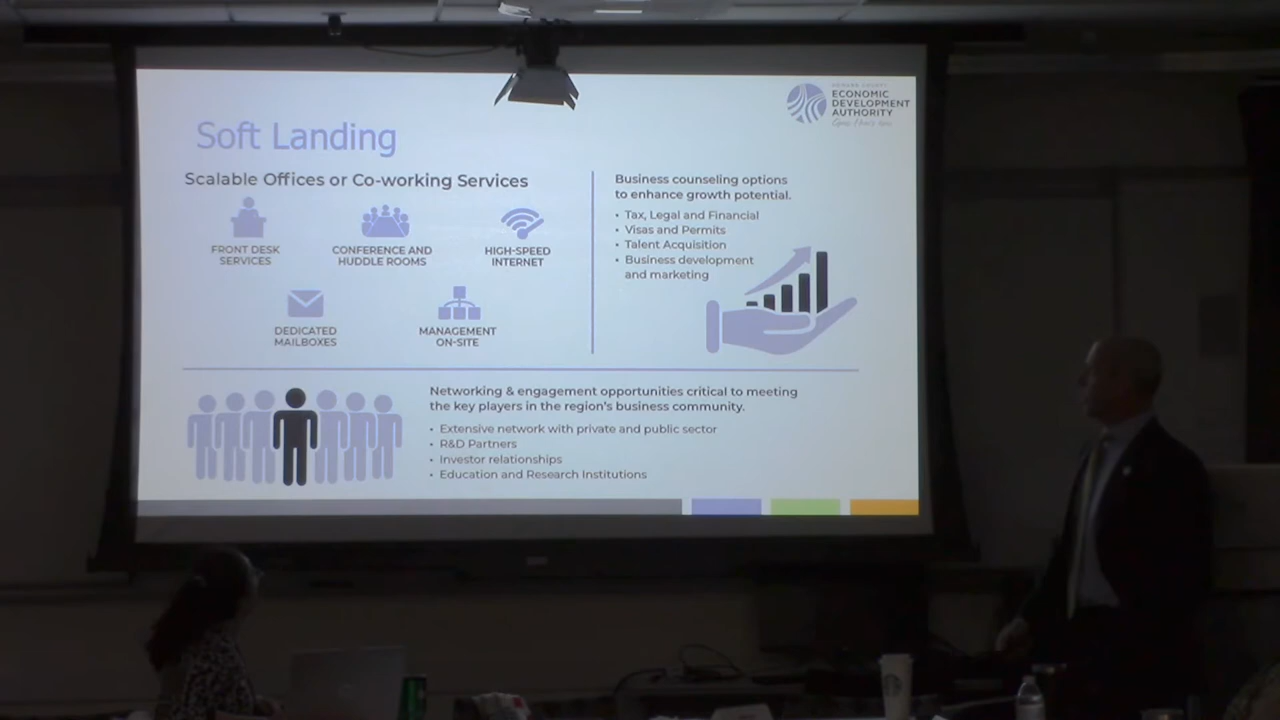 ECONOMIC
DEVELOPMENT
AUTHORITY
Soft Landing
Scalable Offices or Co-working Services
FRONT DESK
SERVICES
CONFERENCE AND
HUDDLE ROOMS
HIGH-SPEED
INTERNET
DEDICATED
MAILBOXES
MANAGEMENT
ON-SITE
Business counseling options
to enhance growth potential.
• Tax, Legal and Financial
• Visas and Permits
• Talent Acquisition
• Business development
and marketing
Networking & engagement opportunities critical to meeting
the key players in the region's business community.
• Extensive network with private and public sector
• R&D Partners
• Investor relationships
• Education and Research Institutions